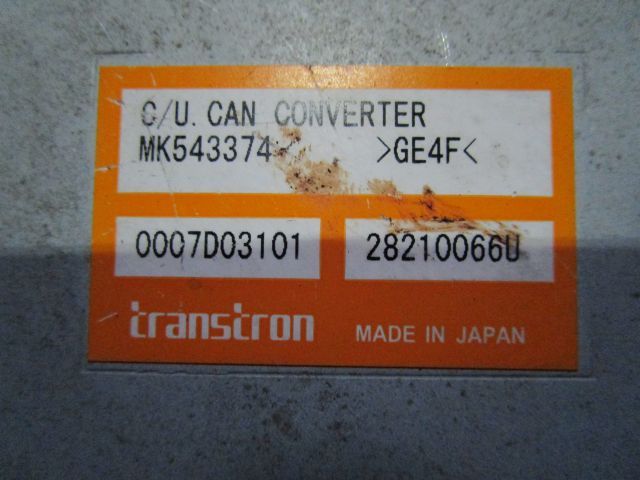 C/U. CAN CONVERTER
MK543374 >GE4F<
0007D03101 28210066U
transtron MADE IN JAPAN